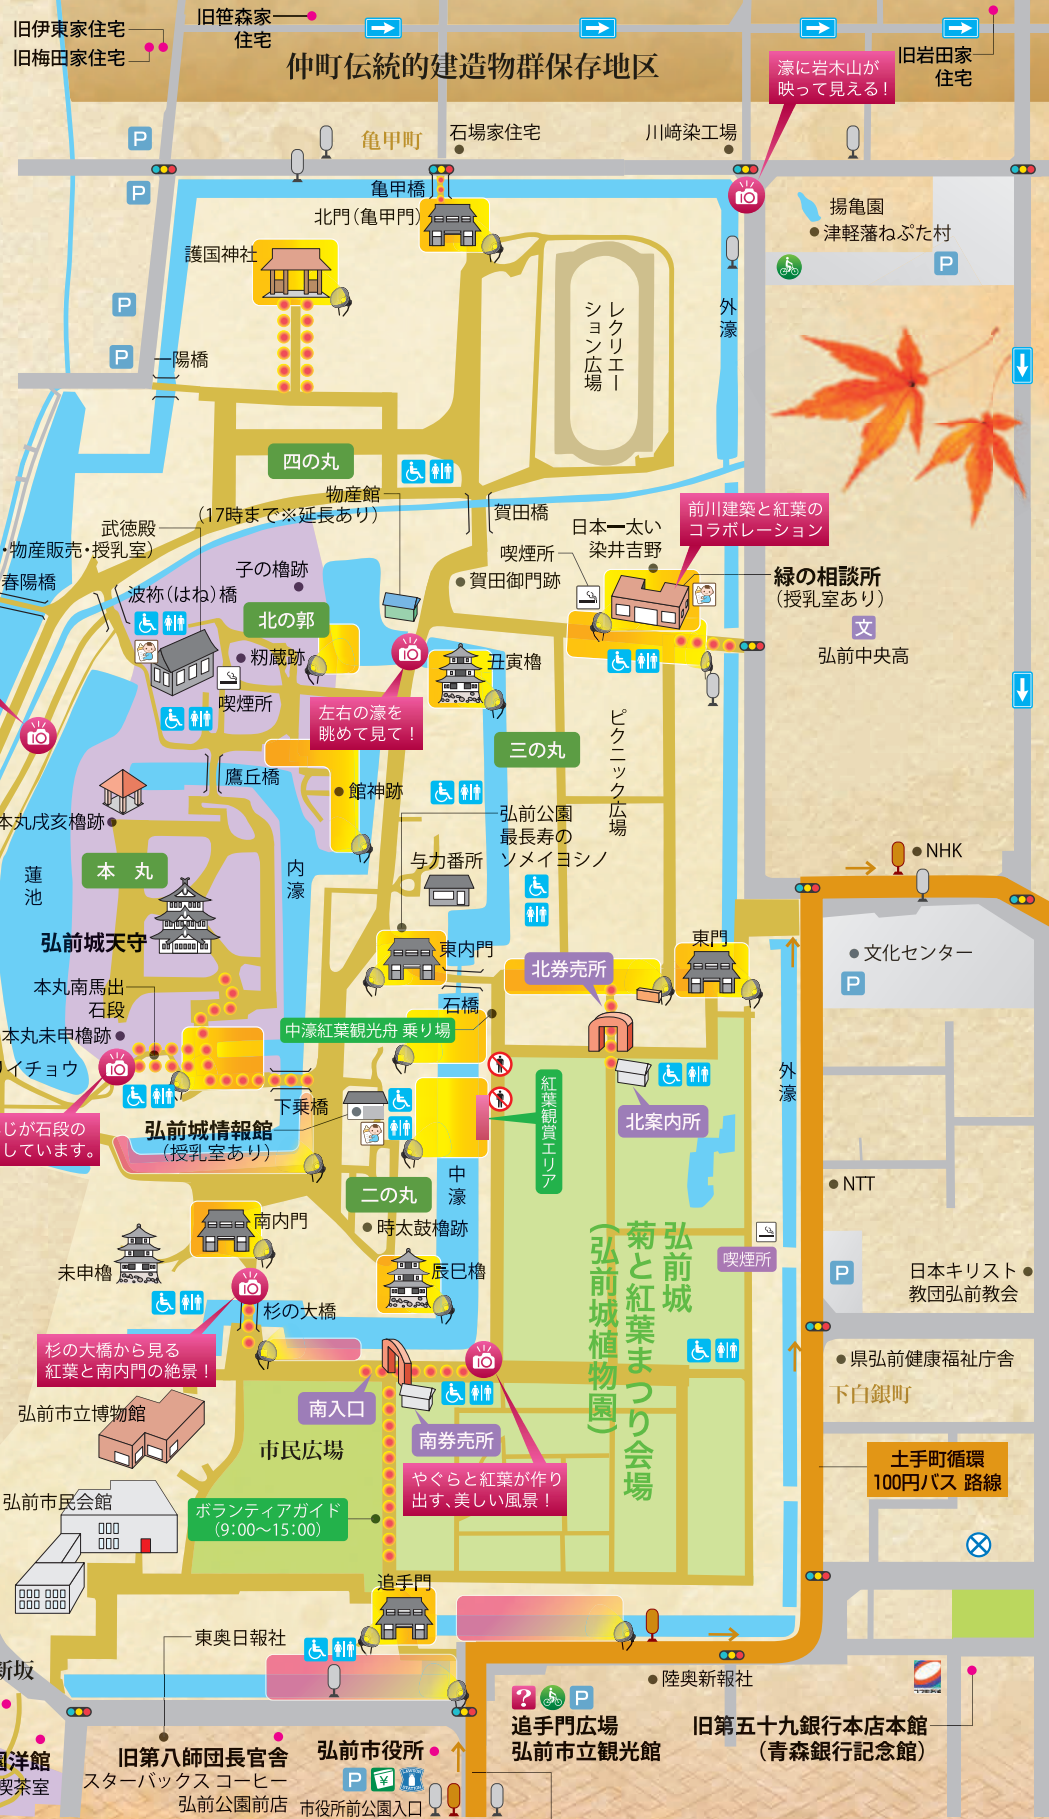 旧伊東家住宅
旧梅田家住宅
旧笹森家
住宅
仲町伝統的建造物群保存地区
旧岩田家
住宅
濠に岩木山が
映って見える！
P
亀甲町
石場家住宅
川﨑染工場
P
亀甲橋
北門（亀甲門）
護国神社
揚亀園
津軽藩ねぷた村
P
P
外濠
レクリエー
ション広場
P
一陽橋
四の丸
物産館
（17時まで※延長あり）
賀田橋
前川建築と紅葉の
コラボレーション
武徳殿
・物産販売・授乳室）
日本一太い
染井吉野
喫煙所
賀田御門跡
緑の相談所
（授乳室あり）
春陽橋
波祢（はね）橋
子の櫓跡
北の郭
籾蔵跡
文
弘前中央高
丑寅櫓
喫煙所
左右の濠を
眺めて見て！
三の丸
ピクニック広場
鷹丘橋
館神跡
本丸戌亥櫓跡
弘前公園
最長寿の
ソメイヨシノ
与力番所
NHK
蓮池
本　丸
内濠
弘前城天守
東内門
東門
文化センター
北券売所
P
本丸南馬出
石段
石橋
中濠紅葉観光舟 乗り場
本丸未申櫓跡
イチョウ
外濠
紅葉観賞エリア
下乗橋
北案内所
じが石段の
しています。
弘前城情報館
（授乳室あり）
中濠
二の丸
NTT
南内門
時太鼓櫓跡
弘前城
菊と紅葉まつり会場
（弘前城植物園）
喫煙所
未申櫓
辰巳櫓
P
日本キリスト
教団弘前教会
杉の大橋
杉の大橋から見る
紅葉と南内門の絶景！
県弘前健康福祉庁舎
下白銀町
弘前市立博物館
南入口
南券売所
市民広場
やぐらと紅葉が作り
出す、美しい風景！
土手町循環
100円バス 路線
弘前市民会館
ボランティアガイド
（9：00～15：00）
追手門
東奥日報社
新坂
陸奥新報社
? P
追手門広場
弘前市立観光館
旧第五十九銀行本店本館
（青森銀行記念館）
園洋館
喫茶室
旧第八師団長官舎
スターバックス コーヒー
弘前公園前店
弘前市役所
P ¥
市役所前公園入口